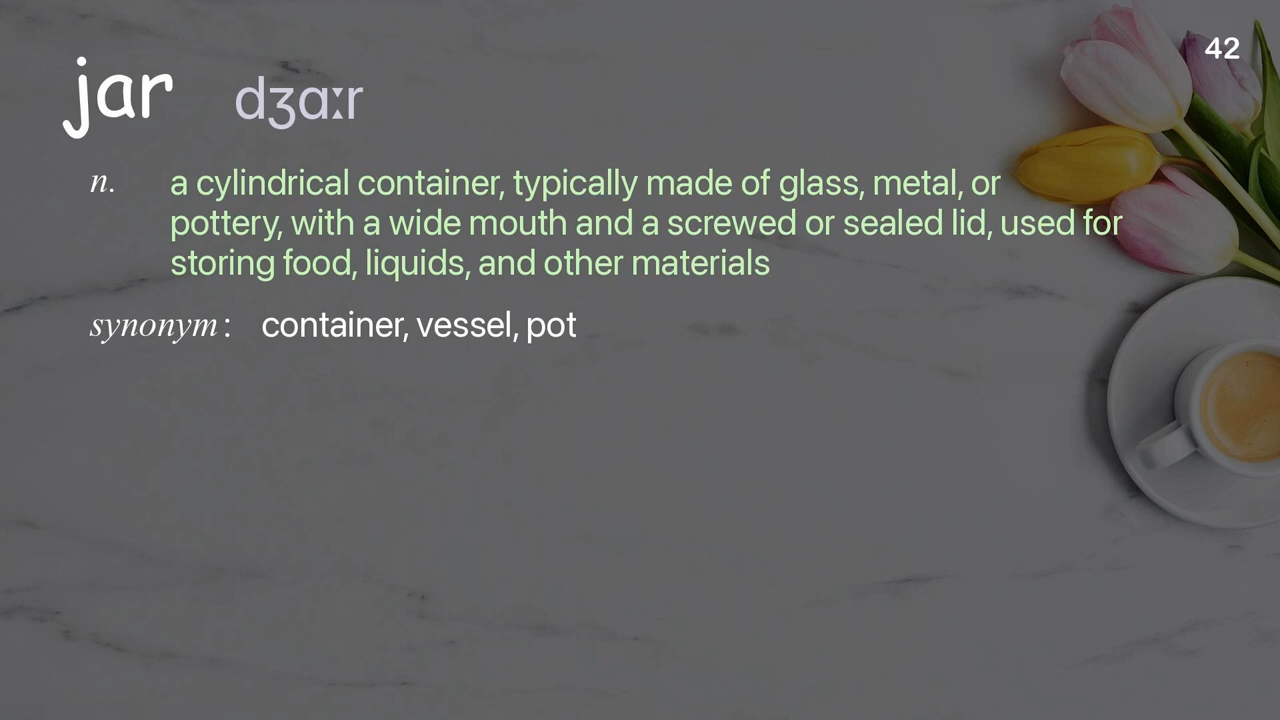 42
jar dʒɑːr
n. a cylindrical container, typically made of glass, metal, or
pottery, with a wide mouth and a screwed or sealed lid, used for
storing food, liquids, and other materials
synonym: container, vessel, pot